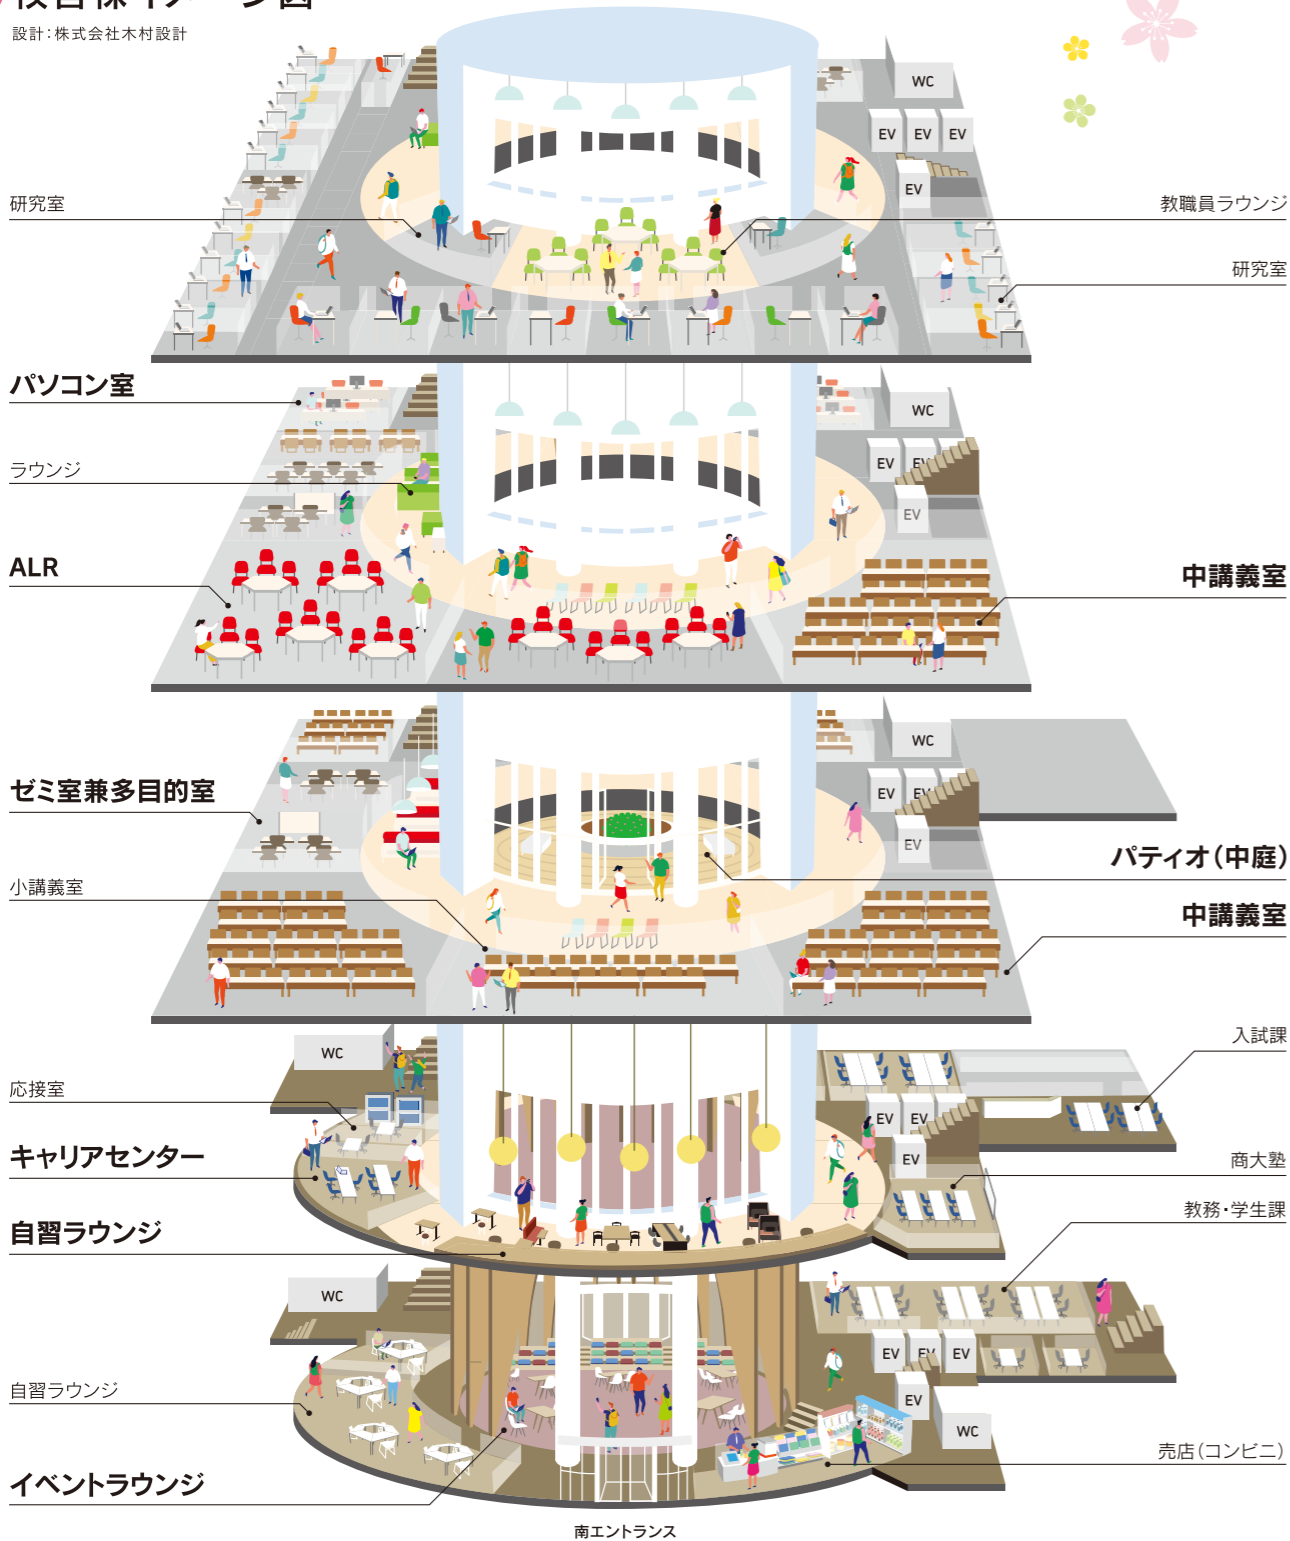 設計：株式会社木村設計
WC
EV EV EV
EV
研究室
教職員ラウンジ
研究室
パソコン室
WC
ラウンジ
EV EV
EV
ALR
中講義室
WC
ゼミ室兼多目的室
EV EV
EV
パティオ（中庭）
小講義室
中講義室
入試課
WC
応接室
EV EV
キャリアセンター
EV
商大塾
教務・学生課
自習ラウンジ
WC
EV EV EV
自習ラウンジ
EV
WC
売店（コンビニ）
イベントラウンジ
南エントランス